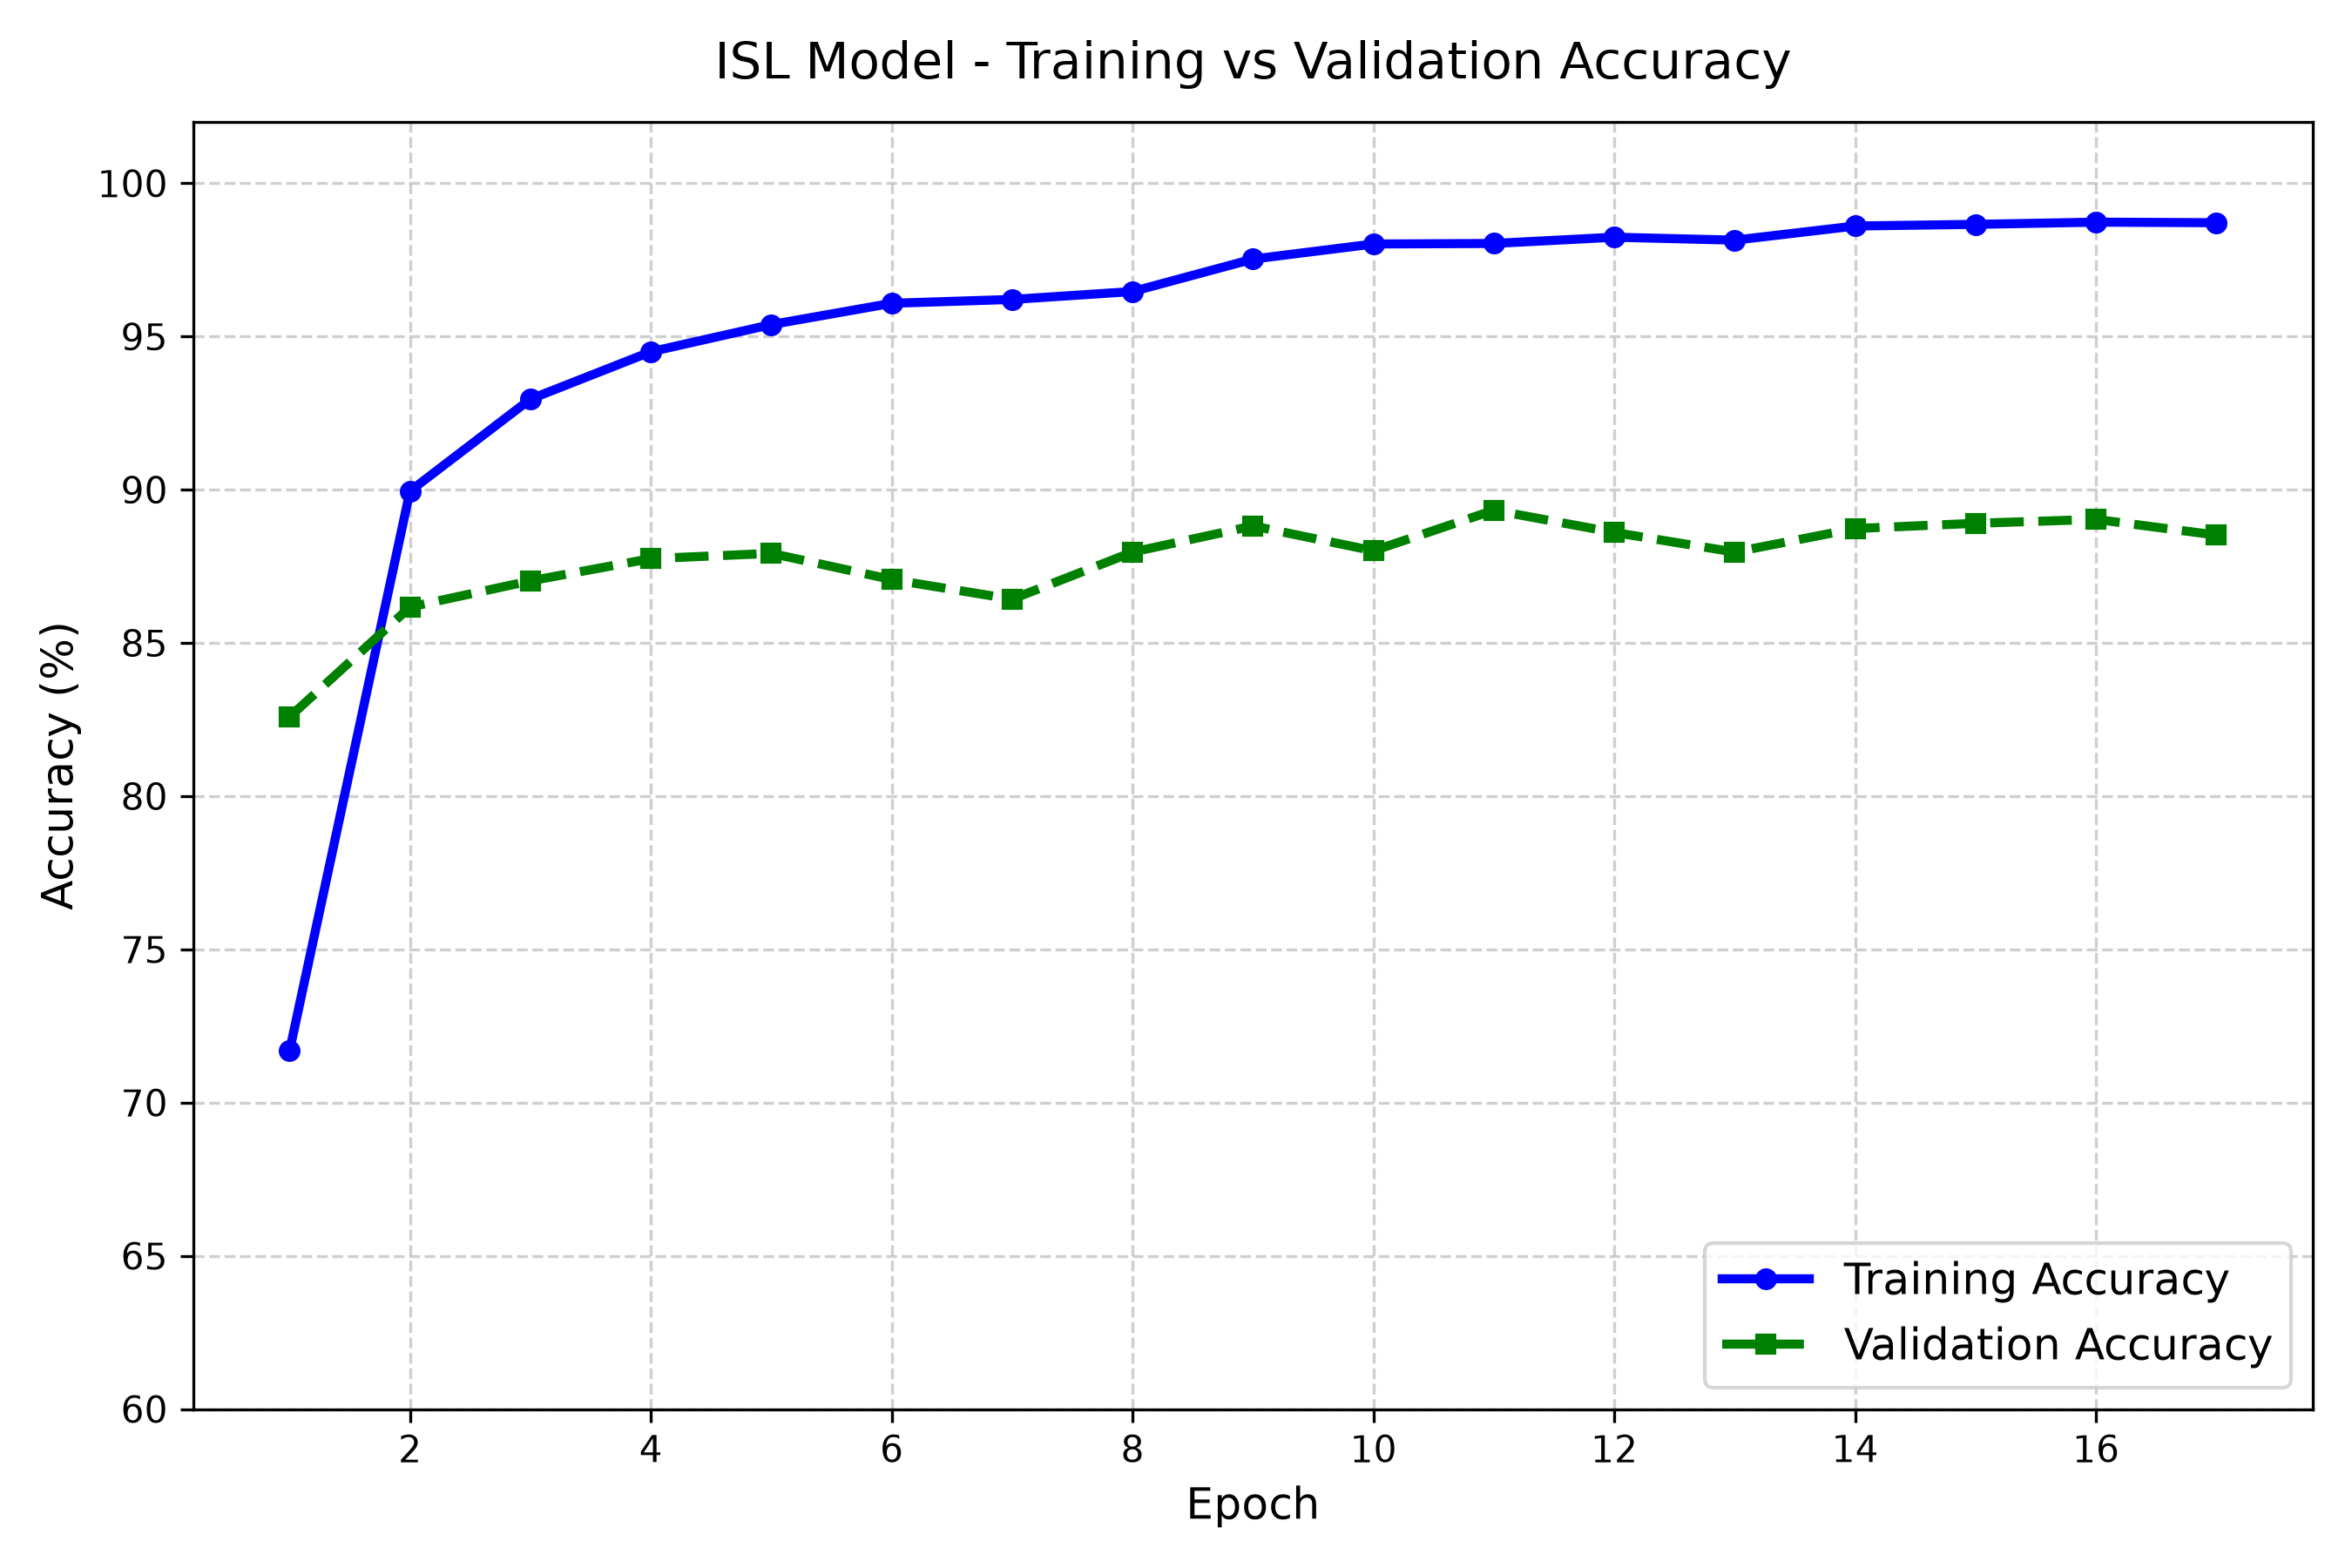 ISL Model - Training vs Validation Accuracy
Accuracy (%)
100
95
90
85
80
75
70
65
60
2 4 6 8 10 12 14 16
Epoch
Training Accuracy
Validation Accuracy